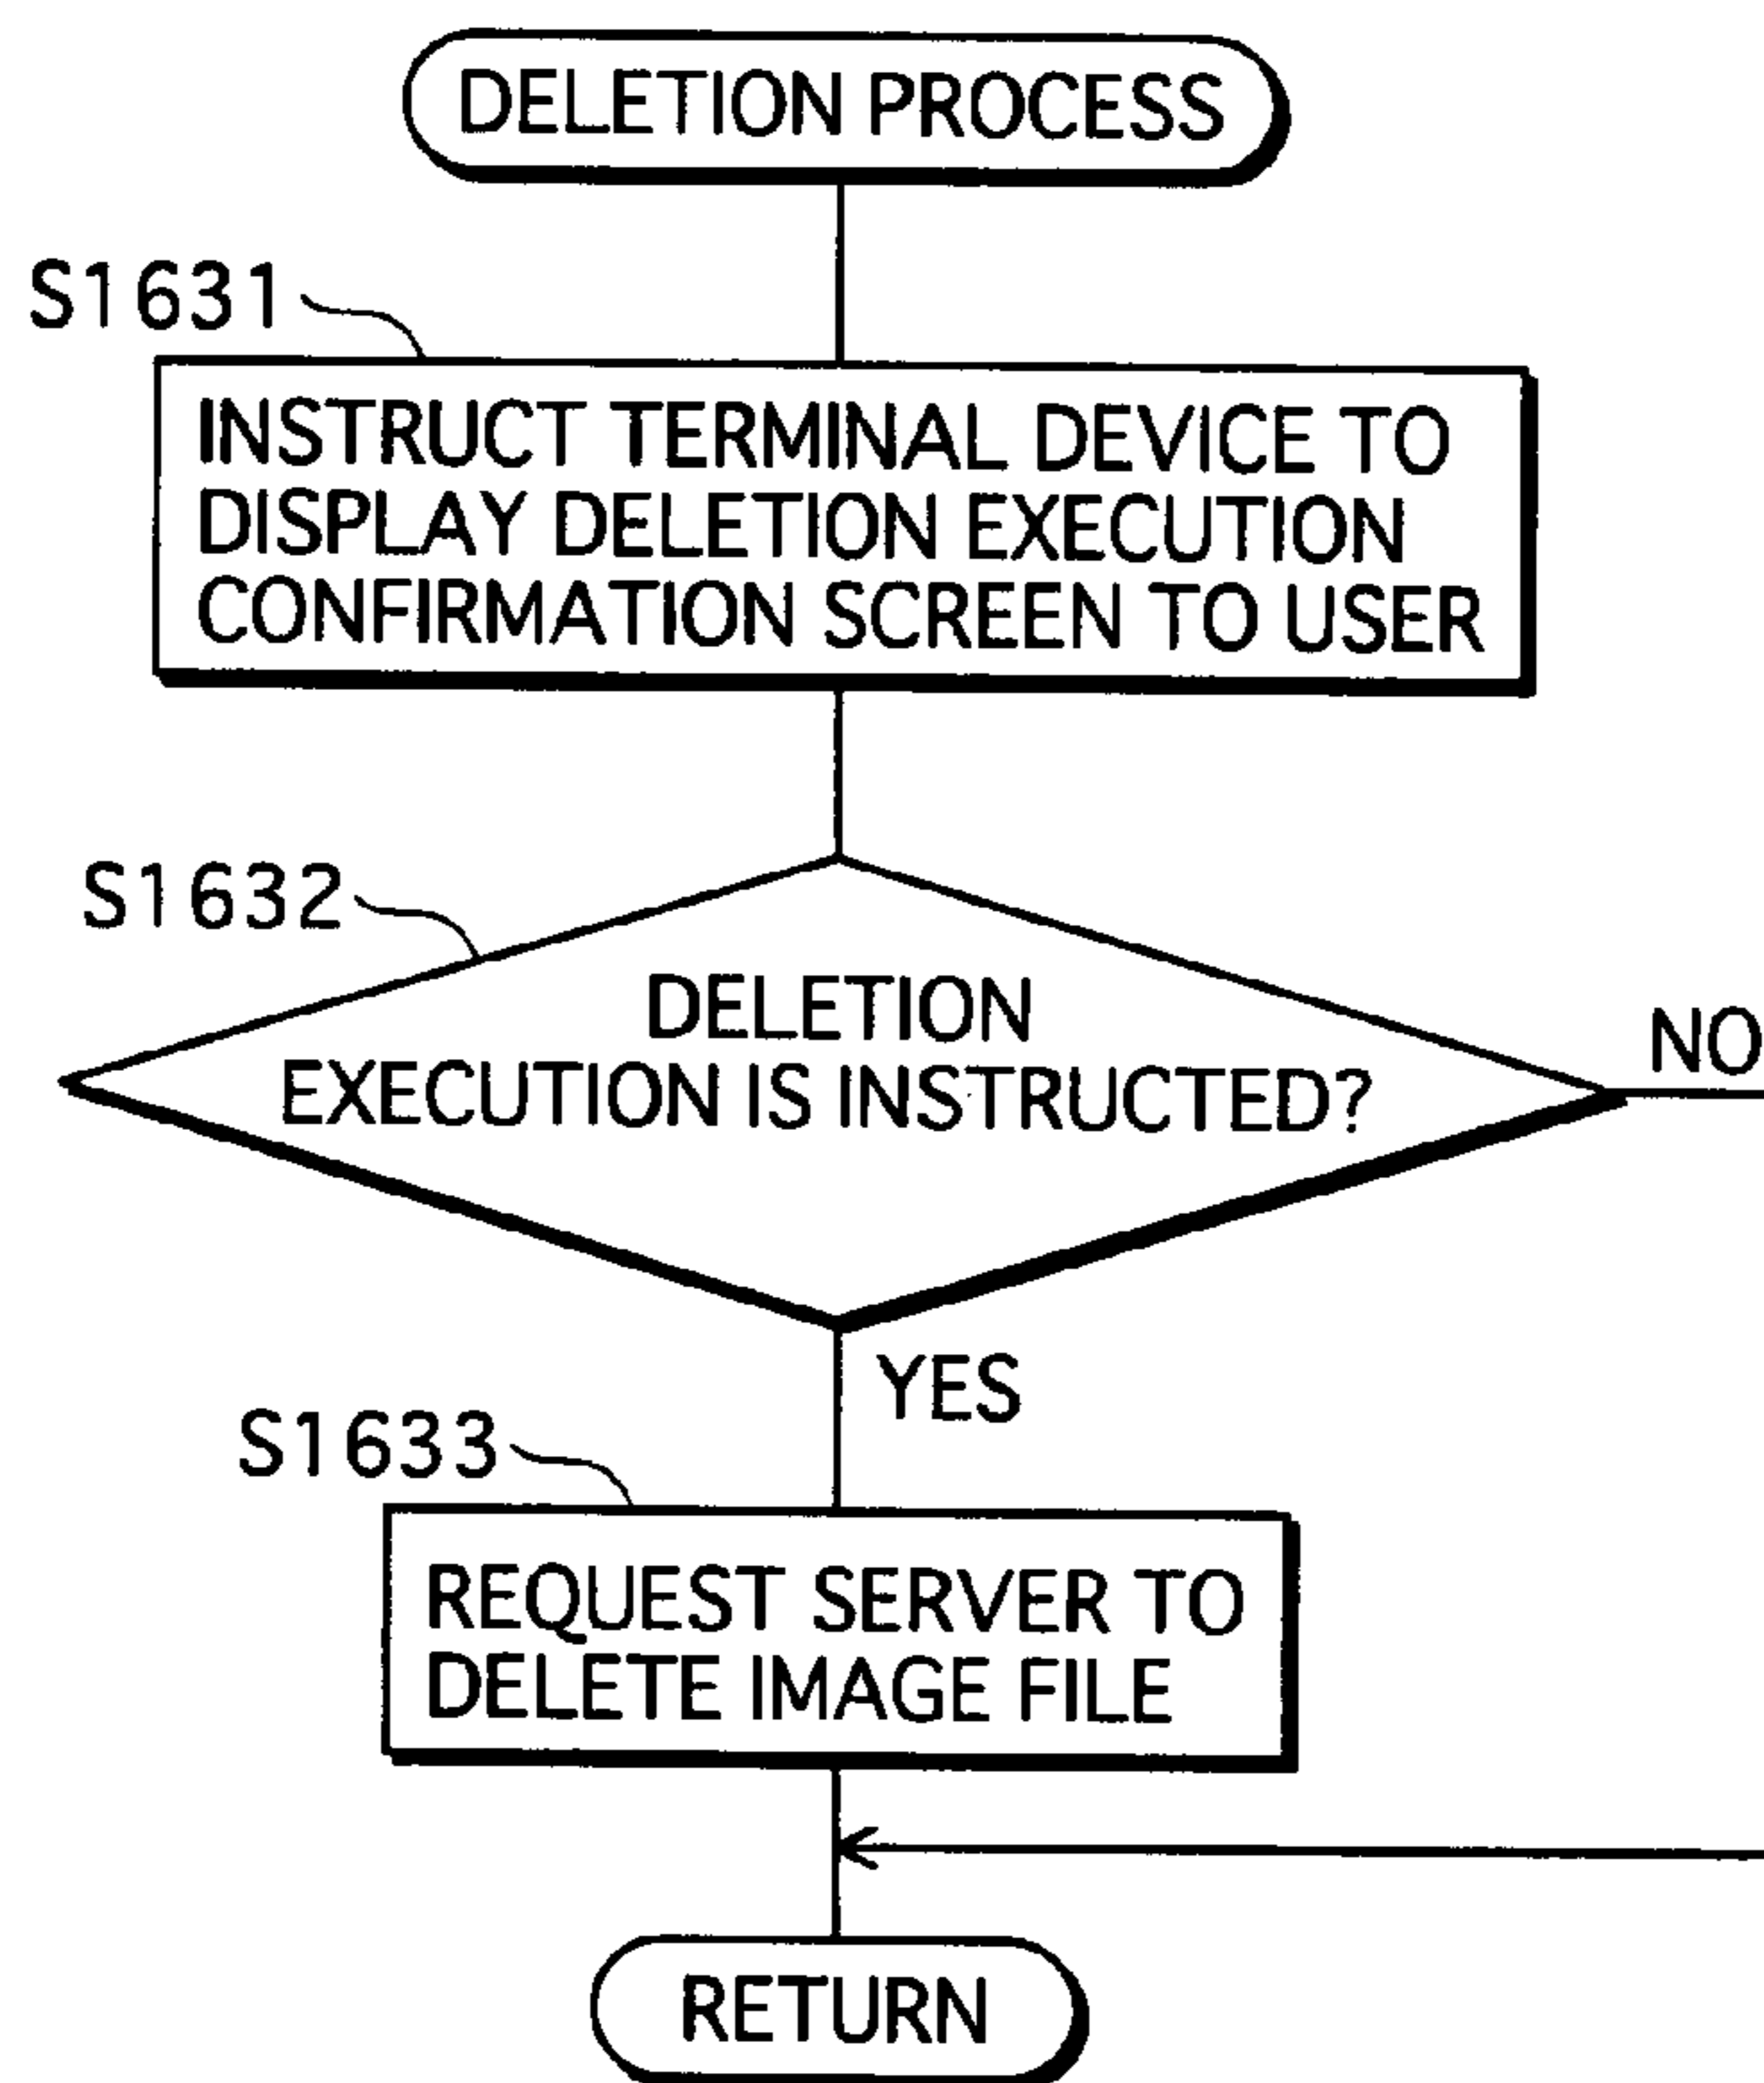 DELETION PROCESS
S1631
INSTRUCT TERMINAL DEVICE TO
DISPLAY DELETION EXECUTION
CONFIRMATION SCREEN TO USER
S1632
DELETION
EXECUTION IS INSTRUCTED?
NO
YES
S1633
REQUEST SERVER TO
DELETE IMAGE FILE
RETURN